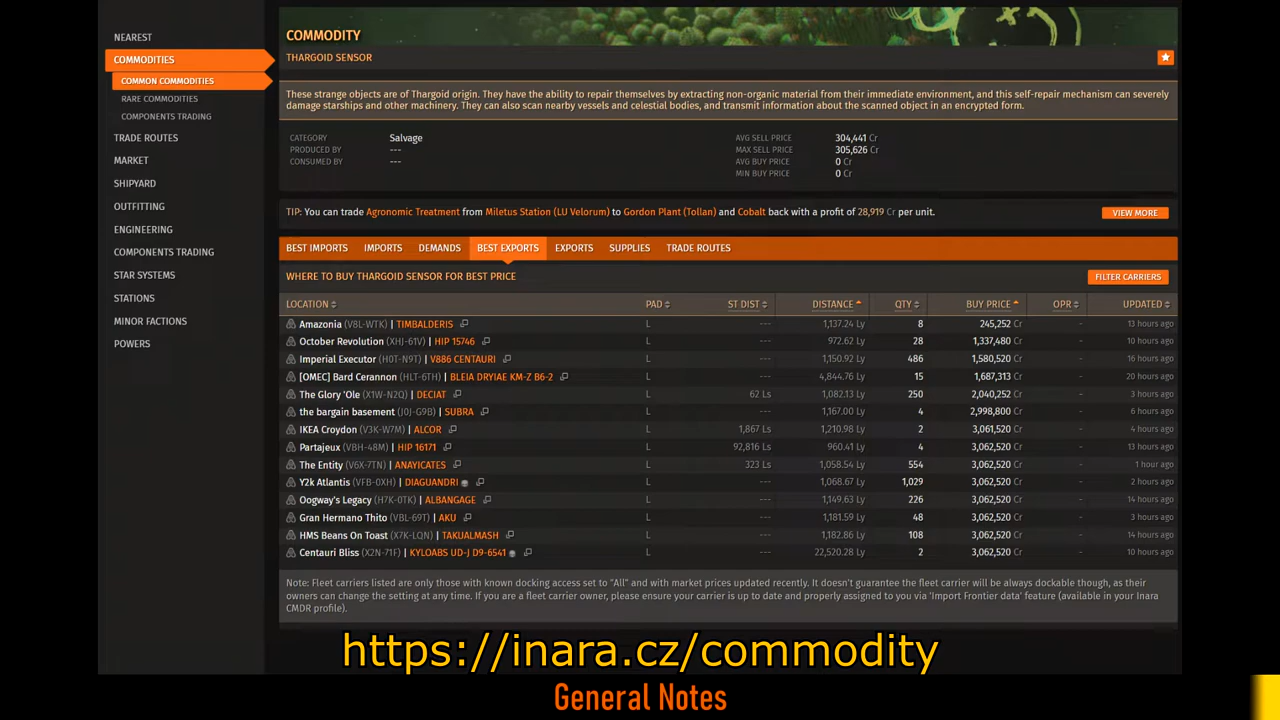 NEAREST
COMMODITIES
COMMON COMMODITIES
RARE COMMODITIES
COMPONENTS TRADING
TRADE ROUTES
MARKET
SHIPYARD
OUTFITTING
ENGINEERING
COMPONENTS TRADING
STAR SYSTEMS
STATIONS
MINOR FACTIONS
POWERS
COMMODITY
THARGOID SENSOR
These strange objects are of Thargoid origin. They have the ability to repair themselves by extracting non-organic material from their immediate environment, and this self-repair mechanism can severely
damage starships and other machinery. They can also scan nearby vessels and celestial bodies, and transmit information about the scanned object in an encrypted form.
CATEGORY Salvage
PRODUCED BY ---
CONSUMED BY ---
AVG SELL PRICE 304,441 Cr
MAX SELL PRICE 305,626 Cr
AVG BUY PRICE 0 Cr
MIN BUY PRICE 0 Cr
TIP: You can trade Agronomic Treatment from Miletus Station (LU Velorum) to Gordon Plant (Tollan) and Cobalt back with a profit of 28,919 Cr per unit. VIEW MORE
BEST IMPORTS IMPORTS DEMANDS BEST EXPORTS EXPORTS SUPPLIES TRADE ROUTES
WHERE TO BUY THARGOID SENSOR FOR BEST PRICE FILTER CARRIERS
LOCATION PAD ST DIST DISTANCE QTY BUY PRICE OPR UPDATED
Amazonia (V8L-WTK) | TIMBALDERIS L --- 1,137.24 Ly 8 245,252 Cr - 13 hours ago
October Revolution (XHJ-61V) | HIP 15746 L --- 972.62 Ly 28 1,337,480 Cr - 10 hours ago
Imperial Executor (H0T-N9T) | V886 CENTAURI L --- 1,150.92 Ly 486 1,580,520 Cr - 16 hours ago
[OMEC] Bard Cerannon (HLT-6TH) | BLEIA DRYIAE KM-Z B6-2 L --- 4,844.76 Ly 15 1,687,313 Cr - 20 hours ago
The Glory 'Ole (X1W-N2Q) | DECIAT L 62 Ls 1,082.13 Ly 250 2,040,252 Cr - 3 hours ago
the bargain basement (J0J-G9B) | SUBRA L --- 1,167.00 Ly 4 2,998,800 Cr - 6 hours ago
IKEA Croydon (V3K-W7M) | ALCOR L 1,867 Ls 1,210.98 Ly 2 3,061,520 Cr - 4 hours ago
Partajeux (VBH-48M) | HIP 16171 L 92,816 Ls 960.41 Ly 4 3,062,520 Cr - 13 hours ago
The Entity (V6X-7TN) | ANAYICATES L 323 Ls 1,058.54 Ly 554 3,062,520 Cr - 1 hour ago
Y2k Atlantis (VFB-0XH) | DIAGUANDRI L --- 1,068.67 Ly 1,029 3,062,520 Cr - 2 hours ago
Oogway's Legacy (H7K-0TK) | ALBANGAGE L --- 1,149.63 Ly 226 3,062,520 Cr - 14 hours ago
Gran Hermano Thito (VBL-69T) | AKU L --- 1,181.59 Ly 48 3,062,520 Cr - 3 hours ago
HMS Beans On Toast (X7K-LQN) | TAKUALMASH L --- 1,182.86 Ly 108 3,062,520 Cr - 14 hours ago
Centauri Bliss (X2N-71F) | KYLOABS UD-J D9-6541 L --- 22,520.28 Ly 2 3,062,520 Cr - 10 hours ago
Note: Fleet carriers listed are only those with known docking access set to "All" and with market prices updated recently. It doesn't guarantee the fleet carrier will be always dockable though, as their
owners can change the setting at any time. If you are a fleet carrier owner, please ensure your carrier is up to date and properly assigned to you via 'Import Frontier data' feature (available in your Inara
CMDR profile).
https://inara.cz/commodity
General Notes